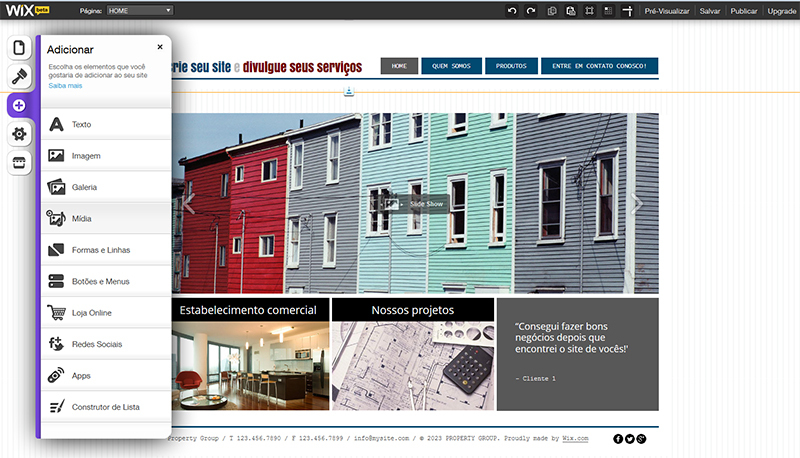 WiX beta
Página: HOME
Pré-Visualizar Salvar Publicar Upgrade
Adicionar
Escolha os elementos que você
gostaria de adicionar ao seu site
Saiba mais
Texto
Imagem
Galeria
Mídia
Formas e Linhas
Botões e Menus
Loja Online
Redes Sociais
Apps
Construtor de Lista
crie seu site e divulgue seus serviços
HOME QUEM SOMOS PRODUTOS ENTRE EM CONTATO CONOSCO!
Slide Show
Estabelecimento comercial
Nossos projetos
“Consegui fazer bons
negócios depois que
encontrei o site de vocês!'
- Cliente 1
Property Group / T 123.456.7890 / F 123.456.7899 / info@mysite.com / © 2023 PROPERTY GROUP. Proudly made by Wix.com